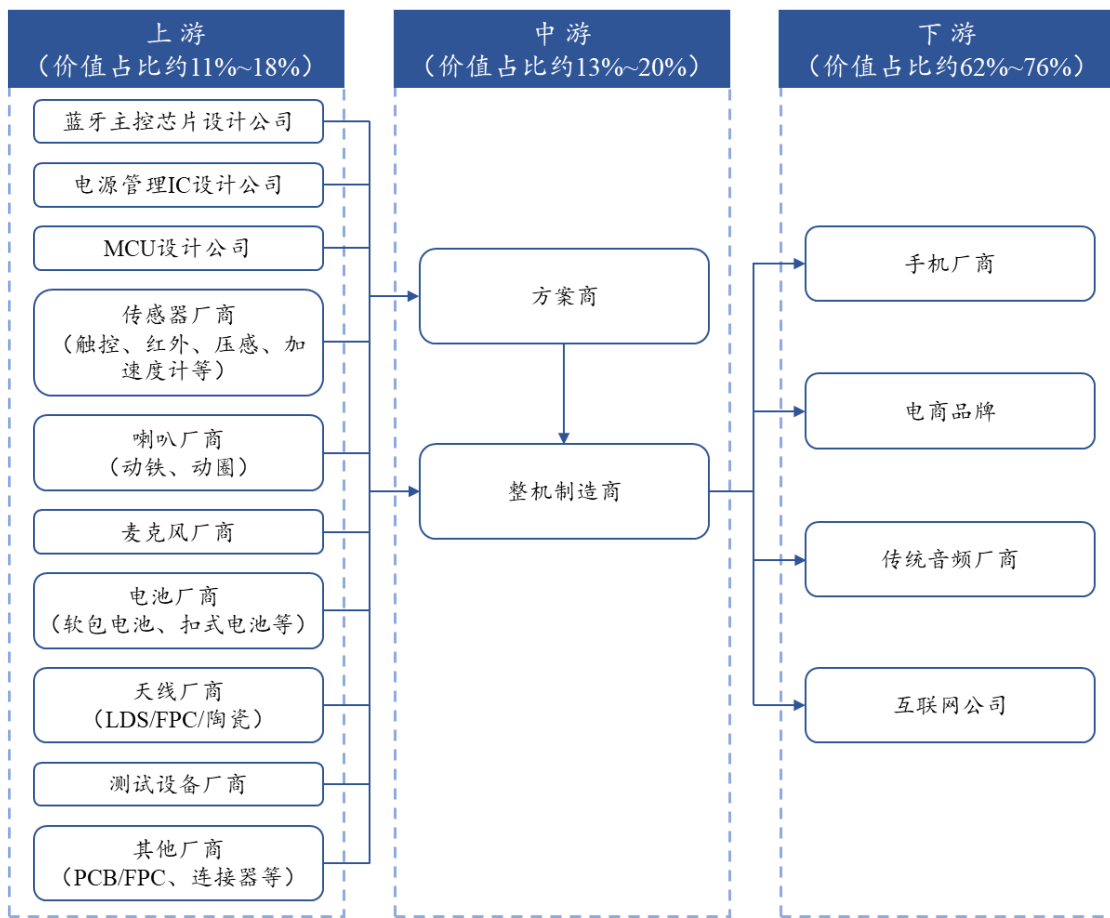 上游
（价值占比约11%~18%）
蓝牙主控芯片设计公司
电源管理IC设计公司
MCU设计公司
传感器厂商
（触控、红外、压感、加
速度计等）
喇叭厂商
（动铁、动圈）
麦克风厂商
电池厂商
（软包电池、扣式电池等）
天线厂商
（LDS/FPC/陶瓷）
测试设备厂商
其他厂商
（PCB/FPC、连接器等）
中游
（价值占比约13%~20%）
方案商
整机制造商
下游
（价值占比约62%~76%）
手机厂商
电商品牌
传统音频厂商
互联网公司